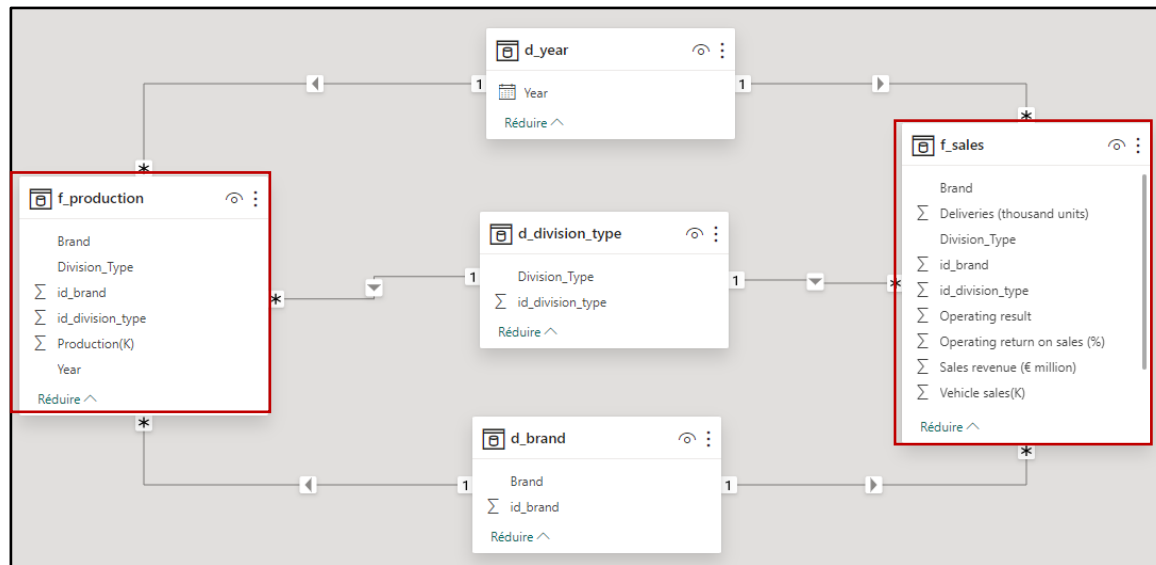 d_year
Year
Réduire
1
1
*
*
f_production
Brand
Division_Type
id_brand
id_division_type
Production(K)
Year
Réduire
*
*
d_division_type
Division_Type
id_division_type
Réduire
1
1
*
f_sales
Brand
Deliveries (thousand units)
Division_Type
id_brand
id_division_type
Operating result
Operating return on sales (%)
Sales revenue (€ million)
Vehicle sales(K)
Réduire
*
d_brand
Brand
id_brand
Réduire
1
1